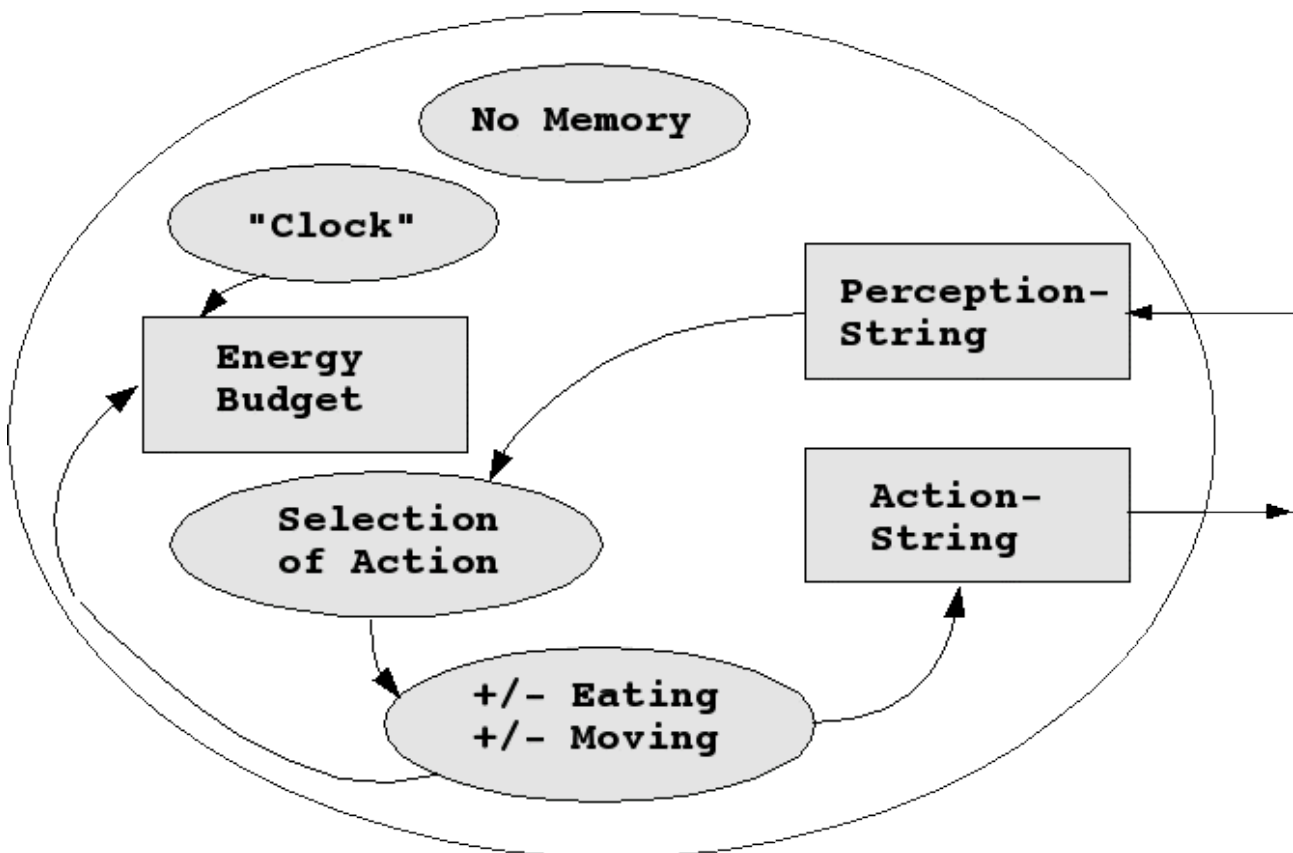 No Memory
"Clock"
Perception-
String
Energy
Budget
Action-
String
Selection
of Action
+/- Eating
+/- Moving